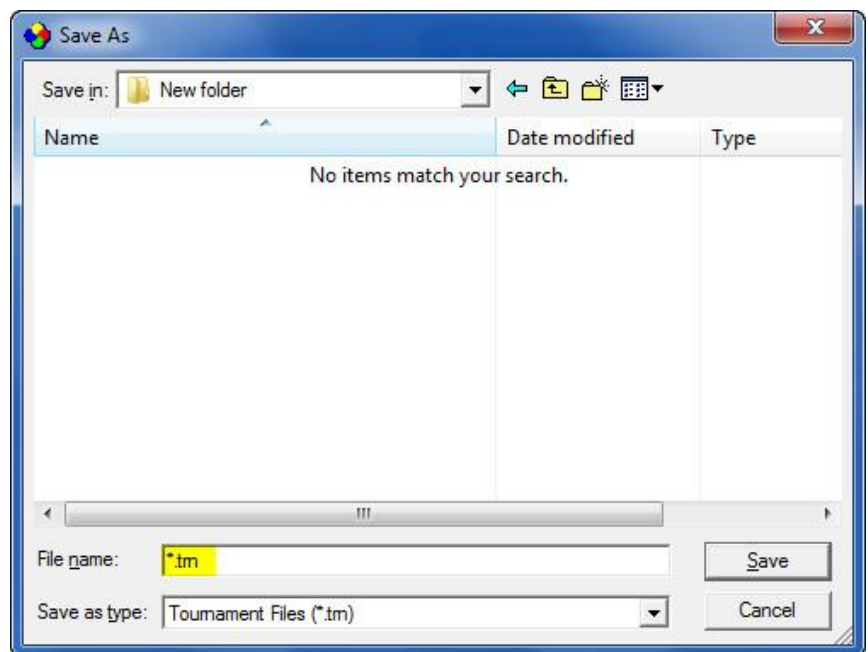 Save As
Save in:
New folder
Name
Date modified
Type
No items match your search.
File name:
*.trn
Save
Save as type:
Tournament Files (*.trn)
Cancel